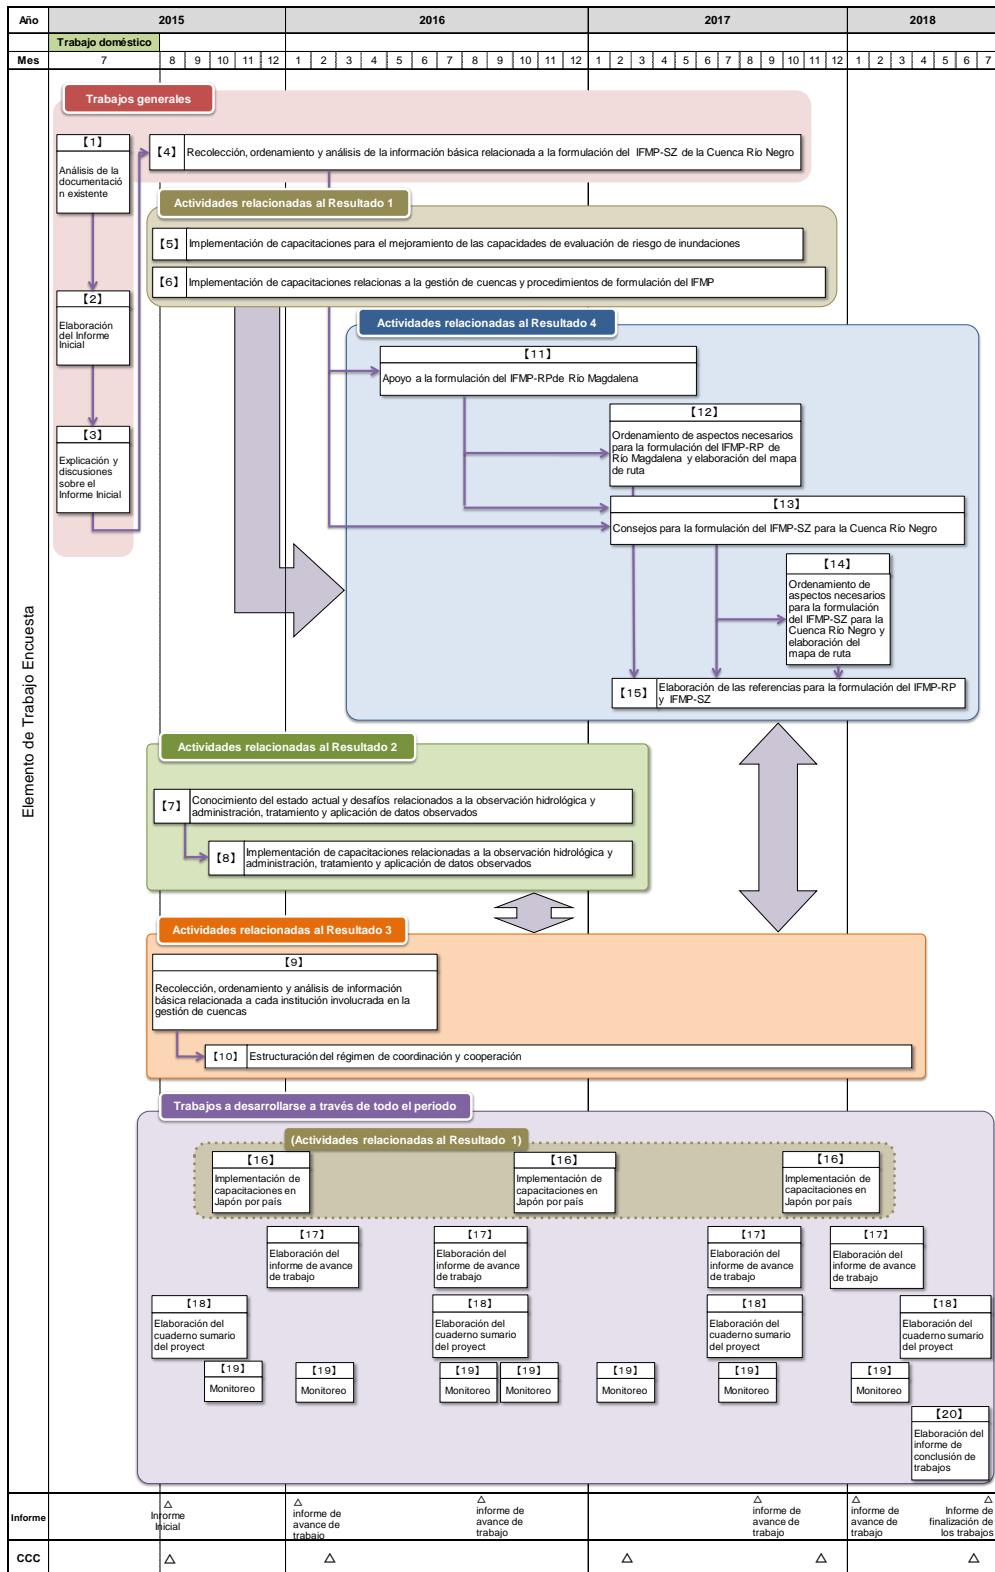 Año 2015 2016 2017 2018
Trabajo doméstico
Mes 7 8 9 10 11 12 1 2 3 4 5 6 7 8 9 10 11 12 1 2 3 4 5 6 7 8 9 10 11 12 1 2 3 4 5 6 7
Elemento de Trabajo Encuesta
Trabajos generales
【1】
Análisis de la
documentació
n existente
【2】
Elaboración
del Informe
Inicial
【3】
Explicación y
discusiones
sobre el
Informe Inicial
【4】 Recolección, ordenamiento y análisis de la información básica relacionada a la formulación del IFMP-SZ de la Cuenca Río Negro
Actividades relacionadas al Resultado 1
【5】 Implementación de capacitaciones para el mejoramiento de las capacidades de evaluación de riesgo de inundaciones
【6】 Implementación de capacitaciones relacionas a la gestión de cuencas y procedimientos de formulación del IFMP
Actividades relacionadas al Resultado 4
【11】
Apoyo a la formulación del IFMP-RPde Río Magdalena
【12】
Ordenamiento de aspectos necesarios
para la formulación del IFMP-RP de
Río Magdalena y elaboración del mapa
de ruta
【13】
Consejos para la formulación del IFMP-SZ para la Cuenca Río Negro
【14】
Ordenamiento de
aspectos necesarios
para la formulación
del IFMP-SZ para la
Cuenca Río Negro y
elaboración del
mapa de ruta
【15】 Elaboración de las referencias para la formulación del IFMP-RP
y IFMP-SZ
Actividades relacionadas al Resultado 2
【7】 Conocimiento del estado actual y desafíos relacionados a la observación hidrológica y
administración, tratamiento y aplicación de datos observados
【8】 Implementación de capacitaciones relacionadas a la observación hidrológica y
administración, tratamiento y aplicación de datos observados
Actividades relacionadas al Resultado 3
【9】
Recolección, ordenamiento y análisis de información
básica relacionada a cada institución involucrada en la
gestión de cuencas
【10】 Estructuración del régimen de coordinación y cooperación
Trabajos a desarrollarse a través de todo el periodo
(Actividades relacionadas al Resultado 1)
【16】 【16】 【16】
Implementación de Implementación de Implementación de
capacitaciones en capacitaciones en capacitaciones en
Japón por país Japón por país Japón por país
【17】 【17】 【17】 【17】
Elaboración del Elaboración del Elaboración del Elaboración del
informe de avance informe de avance informe de avance informe de avance
de trabajo de trabajo de trabajo de trabajo
【18】 【18】 【18】 【18】
Elaboración del Elaboración del Elaboración del Elaboración del
cuaderno sumario cuaderno sumario cuaderno sumario cuaderno sumario
del proyect del proyect del proyect del proyect
【19】 【19】 【19】 【19】 【19】 【19】 【19】
Monitoreo Monitoreo Monitoreo Monitoreo Monitoreo Monitoreo Monitoreo
【20】
Elaboración del
informe de
conclusión de
trabajos
Informe
△ △ △ △ △ △
Informe informe de informe de informe de informe de Informe de
Inicial avance de avance de avance de avance de finalización de
trabajo trabajo trabajo trabajo los trabajos
CCC △ △ △ △ △